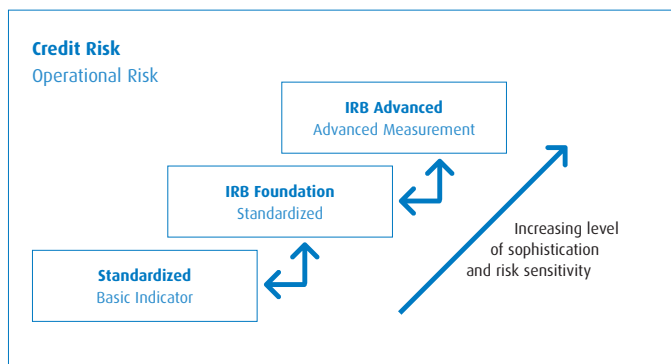 Credit Risk
Operational Risk
IRB Advanced
Advanced Measurement
IRB Foundation
Standardized
Increasing level
of sophistication
and risk sensitivity
Standardized
Basic Indicator